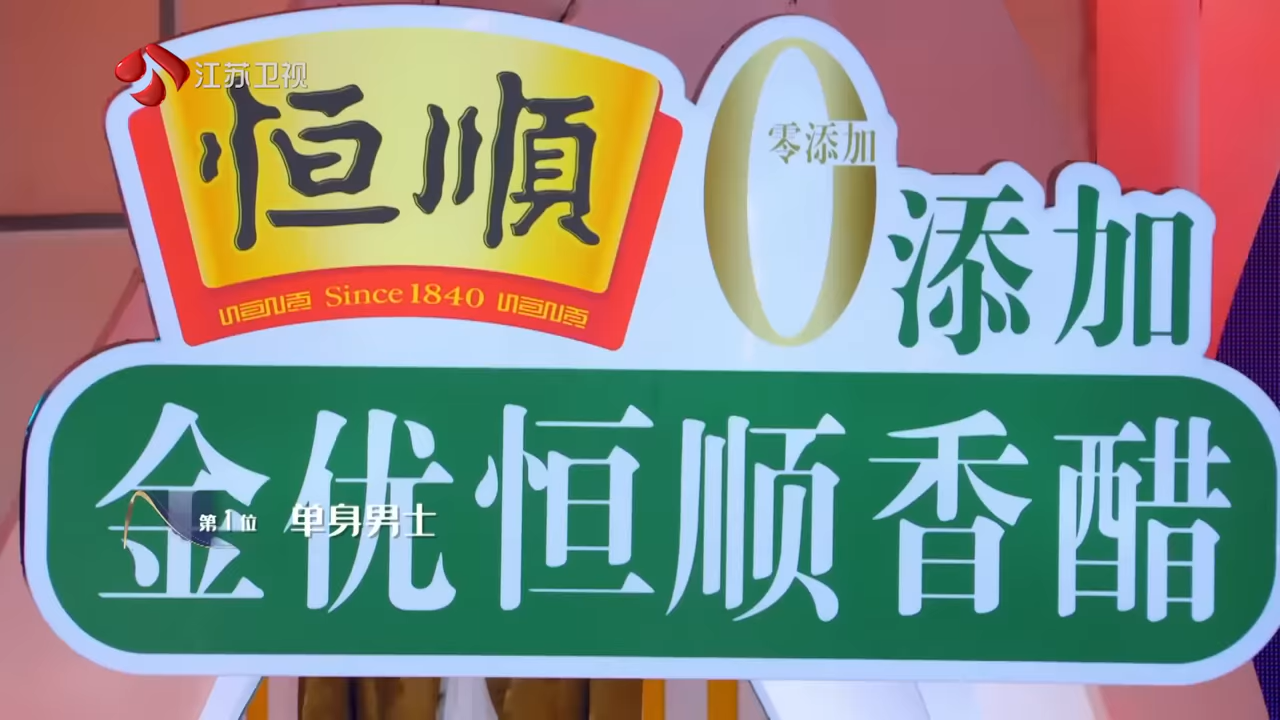 江苏卫视
恒顺
Since 1840
零添加
0添加
金优恒顺香醋
第1位 单身男士